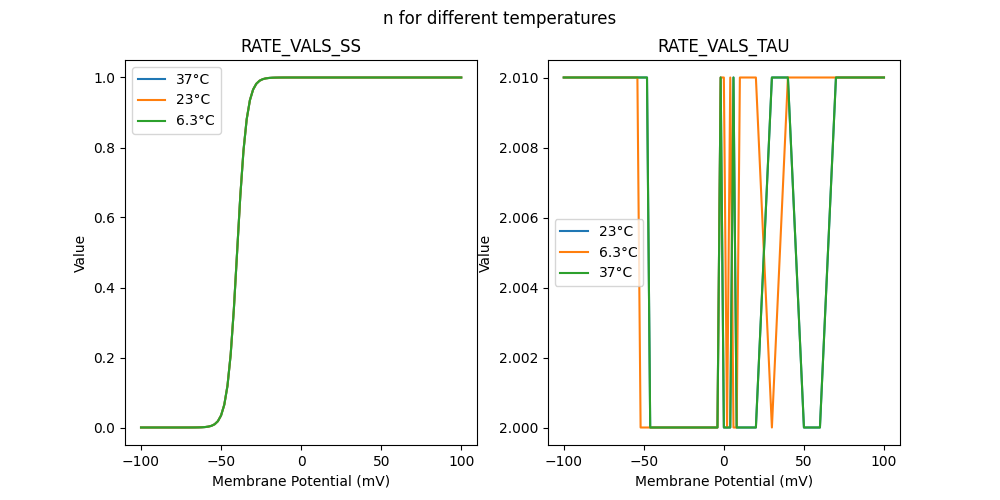 n for different temperatures
RATE_VALS_SS
1.0
0.8
0.6
0.4
0.2
0.0
Value
37°C
23°C
6.3°C
−100
−50
0
50
100
Membrane Potential (mV)
RATE_VALS_TAU
2.010
2.008
2.006
2.004
2.002
2.000
Value
23°C
6.3°C
37°C
−100
−50
0
50
100
Membrane Potential (mV)